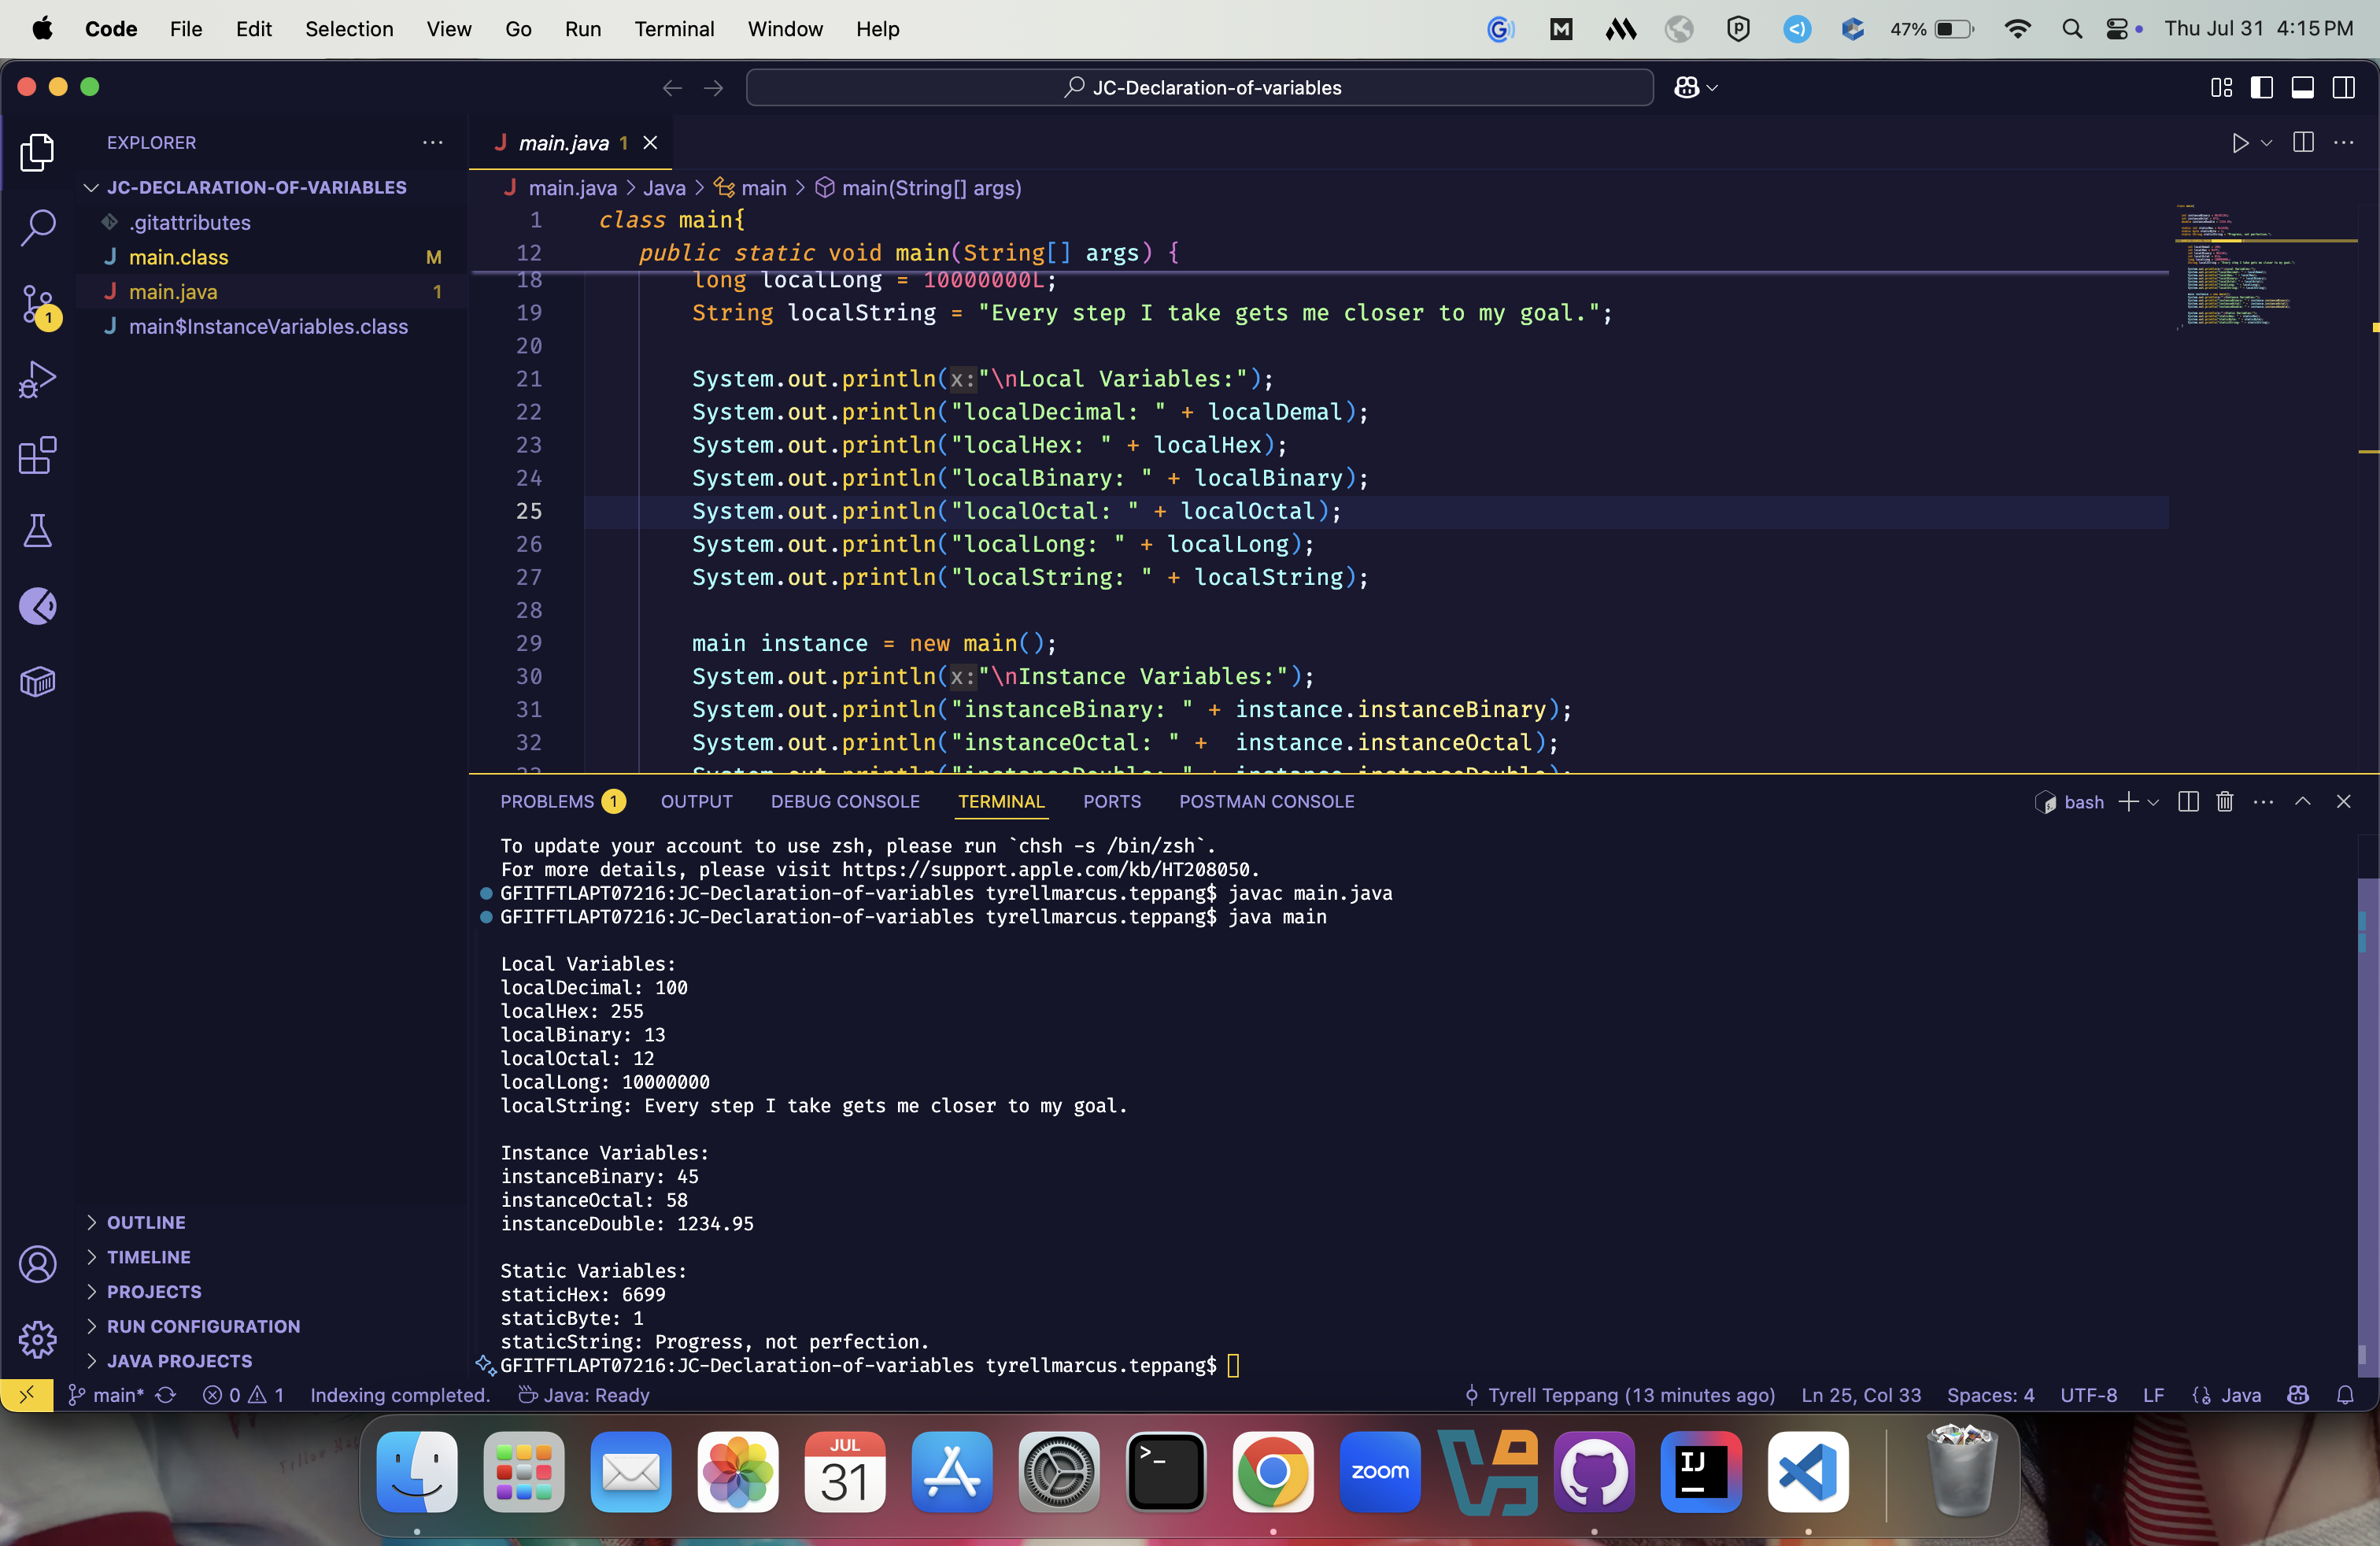 Code File Edit Selection View Go Run Terminal Window Help 47% Thu Jul 31 4:15 PM
JC-Declaration-of-variables
EXPLORER
main.java 1
JC-DECLARATION-OF-VARIABLES
.gitattributes
main.class M
main.java 1
main$InstanceVariables.class
main.java > Java > main > main(String[] args)
1 class main{
12 public static void main(String[] args) {
18 long localLong = 10000000L;
19 String localString = "Every step I take gets me closer to my goal.";
20
21 System.out.println(x:"\nLocal Variables:");
22 System.out.println("localDecimal: " + localDemal);
23 System.out.println("localHex: " + localHex);
24 System.out.println("localBinary: " + localBinary);
25 System.out.println("localOctal: " + localOctal);
26 System.out.println("localLong: " + localLong);
27 System.out.println("localString: " + localString);
28
29 main instance = new main();
30 System.out.println(x:"\nInstance Variables:");
31 System.out.println("instanceBinary: " + instance.instanceBinary);
32 System.out.println("instanceOctal: " +  instance.instanceOctal);
PROBLEMS 1 OUTPUT DEBUG CONSOLE TERMINAL PORTS POSTMAN CONSOLE bash
To update your account to use zsh, please run `chsh -s /bin/zsh`.
For more details, please visit https://support.apple.com/kb/HT208050.
GFITFTLAPT07216:JC-Declaration-of-variables tyrellmarcus.teppang$ javac main.java
GFITFTLAPT07216:JC-Declaration-of-variables tyrellmarcus.teppang$ java main
Local Variables:
localDecimal: 100
localHex: 255
localBinary: 13
localOctal: 12
localLong: 10000000
localString: Every step I take gets me closer to my goal.
Instance Variables:
instanceBinary: 45
instanceOctal: 58
instanceDouble: 1234.95
Static Variables:
staticHex: 6699
staticByte: 1
staticString: Progress, not perfection.
GFITFTLAPT07216:JC-Declaration-of-variables tyrellmarcus.teppang$
OUTLINE
TIMELINE
PROJECTS
RUN CONFIGURATION
JAVA PROJECTS
1
main* 0 1 Indexing completed. Java: Ready Tyrell Teppang (13 minutes ago) Ln 25, Col 33 Spaces: 4 UTF-8 LF Java
JUL
31
zoom
IJ